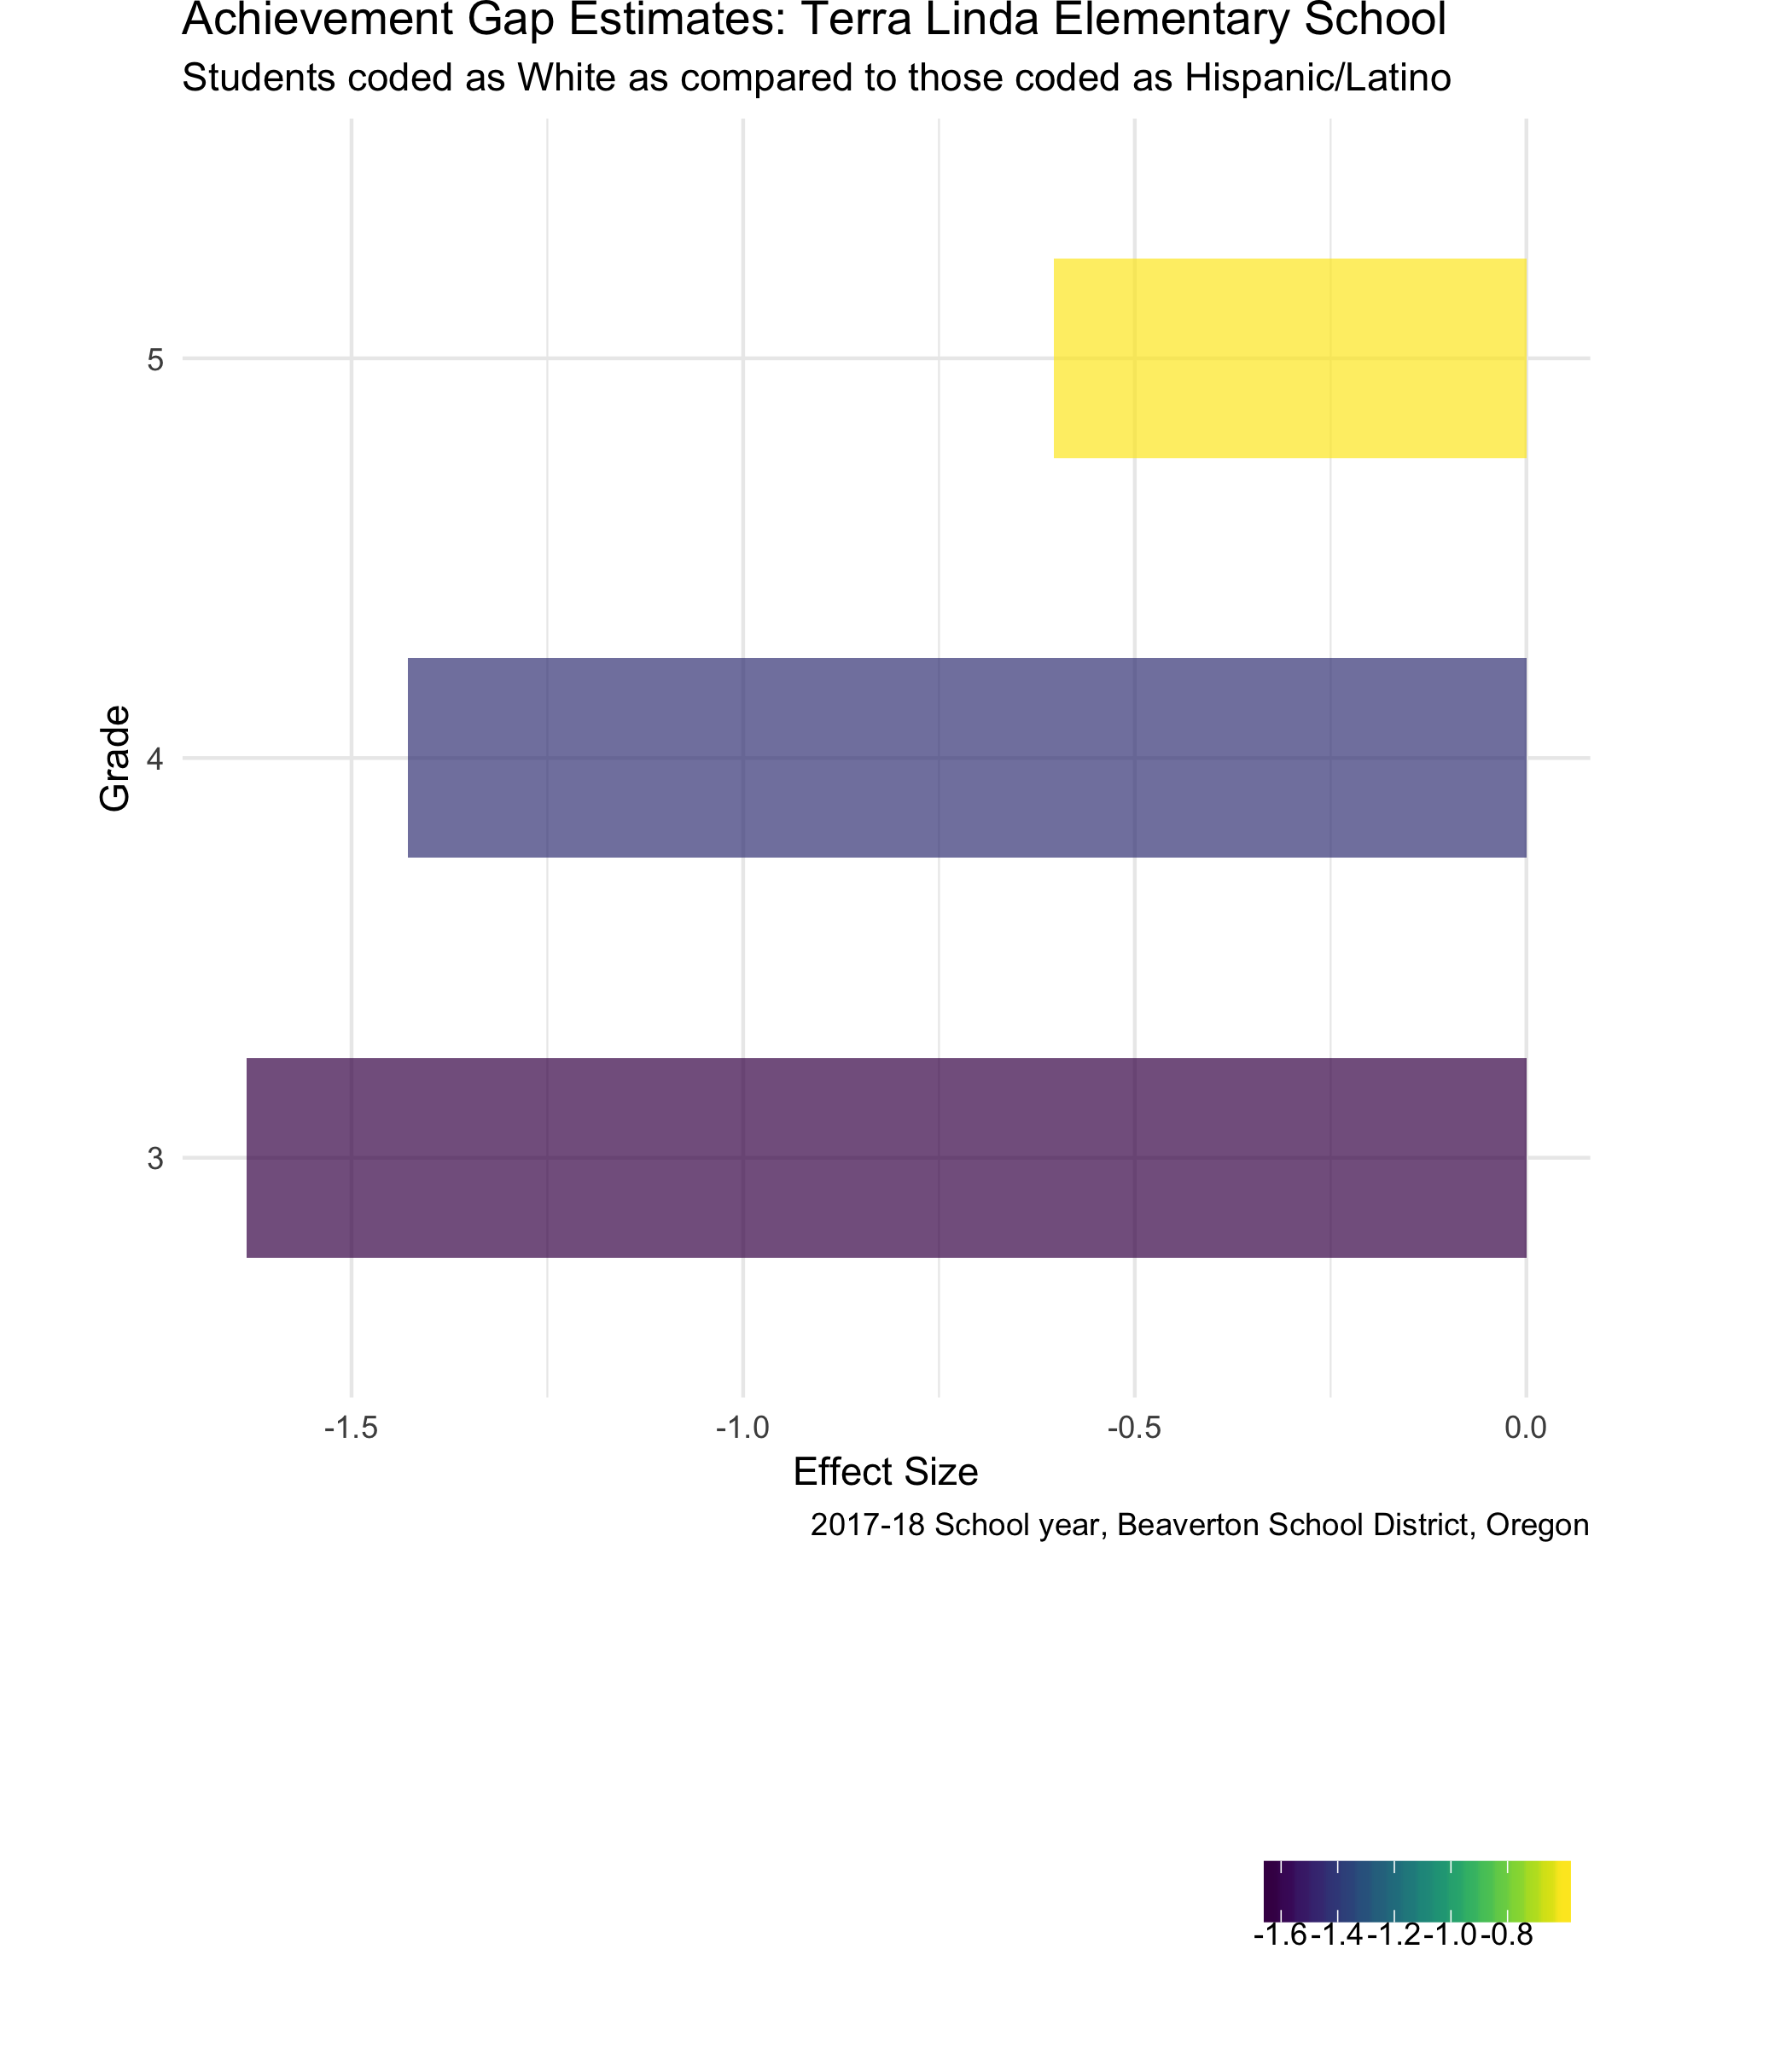 Achievement Gap Estimates: Terra Linda Elementary School
Students coded as White as compared to those coded as Hispanic/Latino
5
4
3
Grade
-1.5 -1.0 -0.5 0.0
Effect Size
2017-18 School year, Beaverton School District, Oregon
-1.6 -1.4 -1.2 -1.0 -0.8